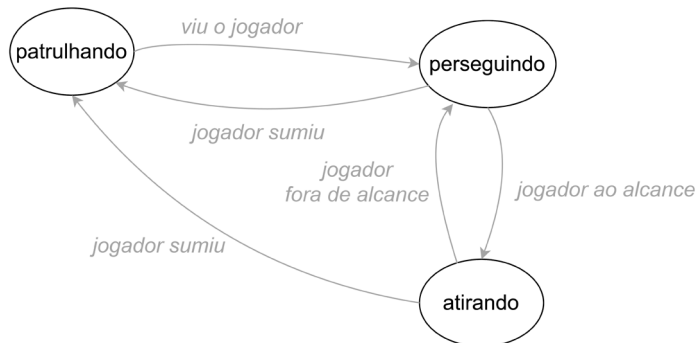 viu o jogador
patrulhando
perseguindo
jogador sumiu
jogador
fora de alcance
jogador ao alcance
jogador sumiu
atirando